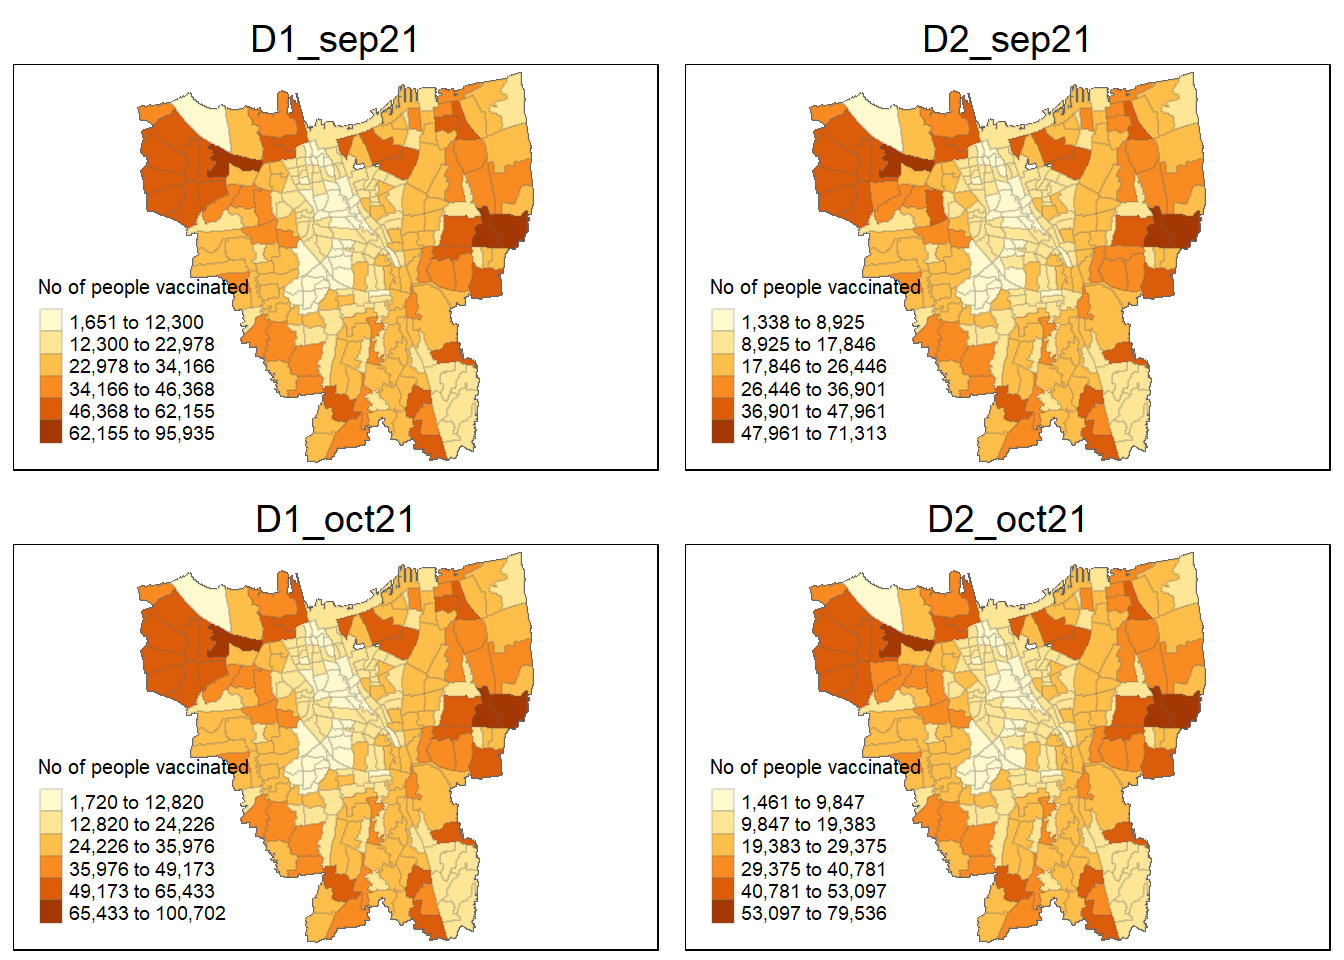 D1_sep21
No of people vaccinated
1,651 to 12,300
12,300 to 22,978
22,978 to 34,166
34,166 to 46,368
46,368 to 62,155
62,155 to 95,935
D2_sep21
No of people vaccinated
1,338 to 8,925
8,925 to 17,846
17,846 to 26,446
26,446 to 36,901
36,901 to 47,961
47,961 to 71,313
D1_oct21
No of people vaccinated
1,720 to 12,820
12,820 to 24,226
24,226 to 35,976
35,976 to 49,173
49,173 to 65,433
65,433 to 100,702
D2_oct21
No of people vaccinated
1,461 to 9,847
9,847 to 19,383
19,383 to 29,375
29,375 to 40,781
40,781 to 53,097
53,097 to 79,536